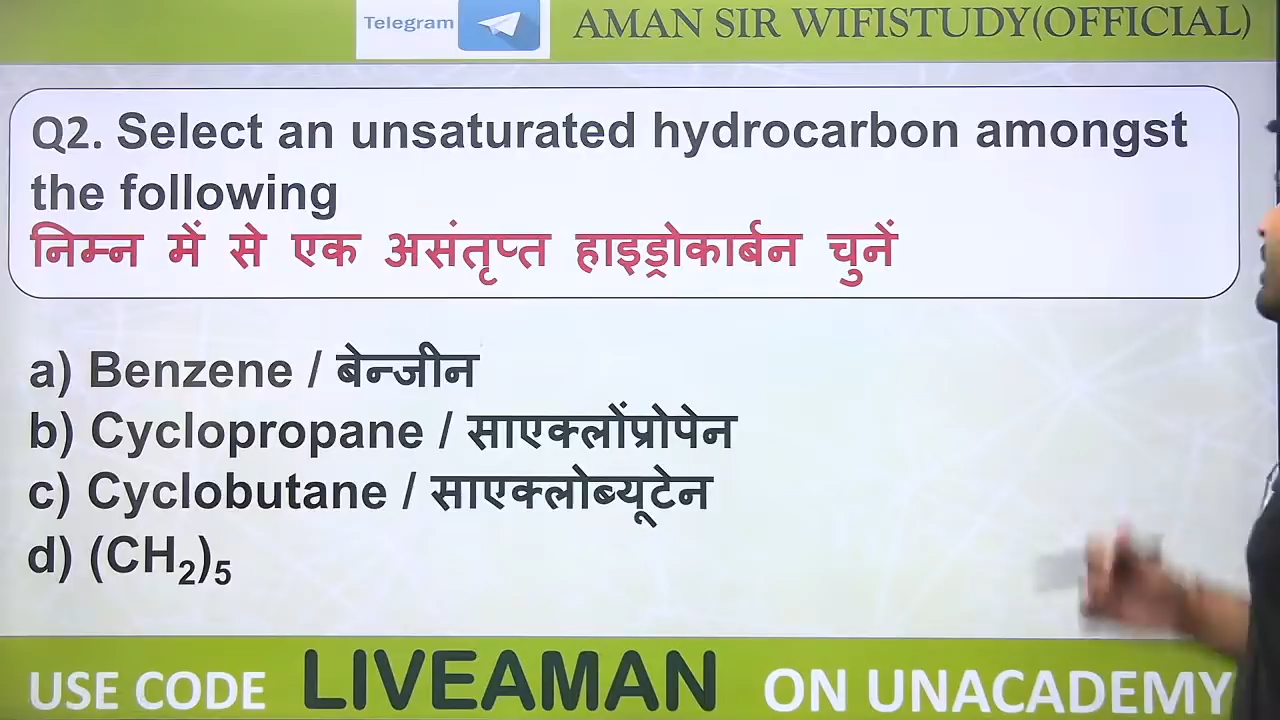 Telegram
AMAN SIR WIFISTUDY(OFFICIAL)
Q2. Select an unsaturated hydrocarbon amongst
the following
निम्न में से एक असंतृप्त हाइड्रोकार्बन चुनें
a) Benzene / बेन्जीन
b) Cyclopropane / साएक्लोंप्रोपेन
c) Cyclobutane / साएक्लोब्यूटेन
d) (CH₂)₅
USE CODE LIVEAMAN ON UNACADEMY